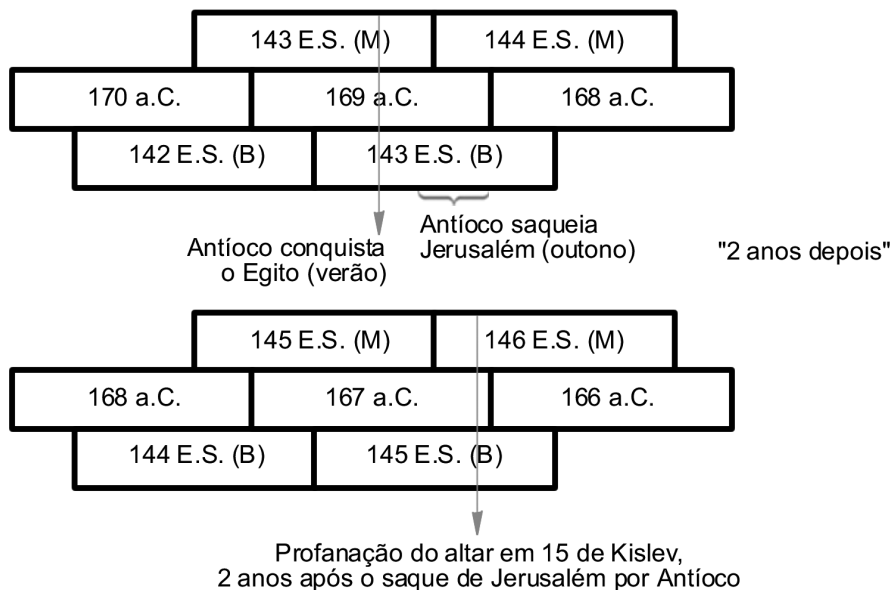 143 E.S. (M) 144 E.S. (M)
170 a.C. 169 a.C. 168 a.C.
142 E.S. (B) 143 E.S. (B)
Antíoco conquista
o Egito (verão)
Antíoco saqueia
Jerusalém (outono)
"2 anos depois"
145 E.S. (M) 146 E.S. (M)
168 a.C. 167 a.C. 166 a.C.
144 E.S. (B) 145 E.S. (B)
Profanação do altar em 15 de Kislev,
2 anos após o saque de Jerusalém por Antíoco